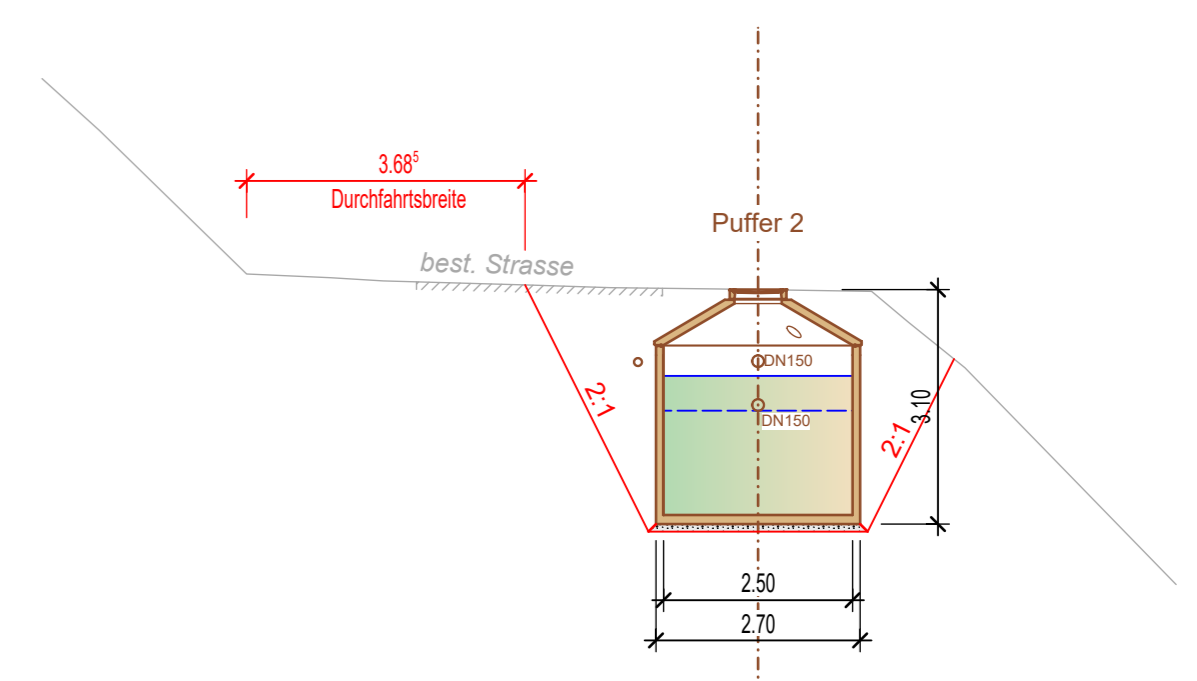 3.68⁵
Durchfahrtsbreite
Puffer 2
best. Strasse
DN150
2:1
3.10
DN150
2:1
2.50
2.70